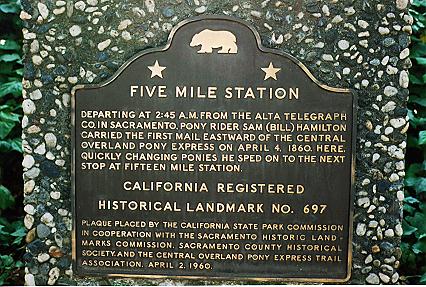 FIVE MILE STATION
DEPARTING AT 2:45 A.M. FROM THE ALTA TELEGRAPH
CO. IN SACRAMENTO, PONY RIDER SAM (BILL) HAMILTON
CARRIED THE FIRST MAIL EASTWARD OF THE CENTRAL
OVERLAND PONY EXPRESS ON APRIL 4, 1860. HERE,
QUICKLY CHANGING PONIES HE SPED ON TO THE NEXT
STOP AT FIFTEEN MILE STATION.
CALIFORNIA REGISTERED
HISTORICAL LANDMARK NO. 697
PLAQUE PLACED BY THE CALIFORNIA STATE PARK COMMISSION
IN COOPERATION WITH THE SACRAMENTO HISTORIC LAND-
MARKS COMMISSION, SACRAMENTO COUNTY HISTORICAL
SOCIETY, AND THE CENTRAL OVERLAND PONY EXPRESS TRAIL
ASSOCIATION, APRIL 2, 1960.